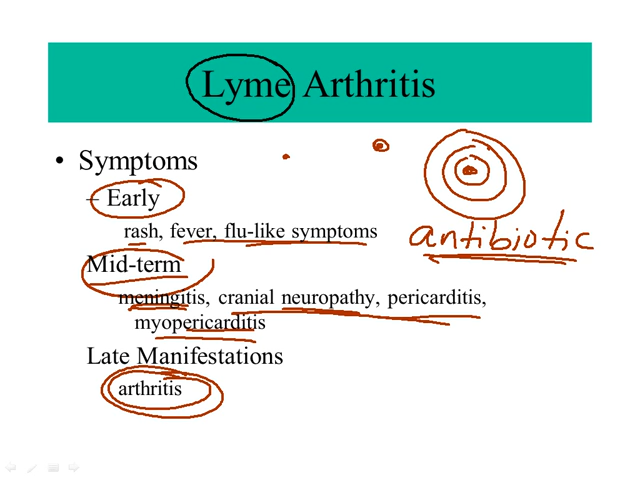 Lyme Arthritis
• Symptoms
– Early
rash, fever, flu-like symptoms
antibiotic
Mid-term
meningitis, cranial neuropathy, pericarditis,
myopericarditis
Late Manifestations
arthritis